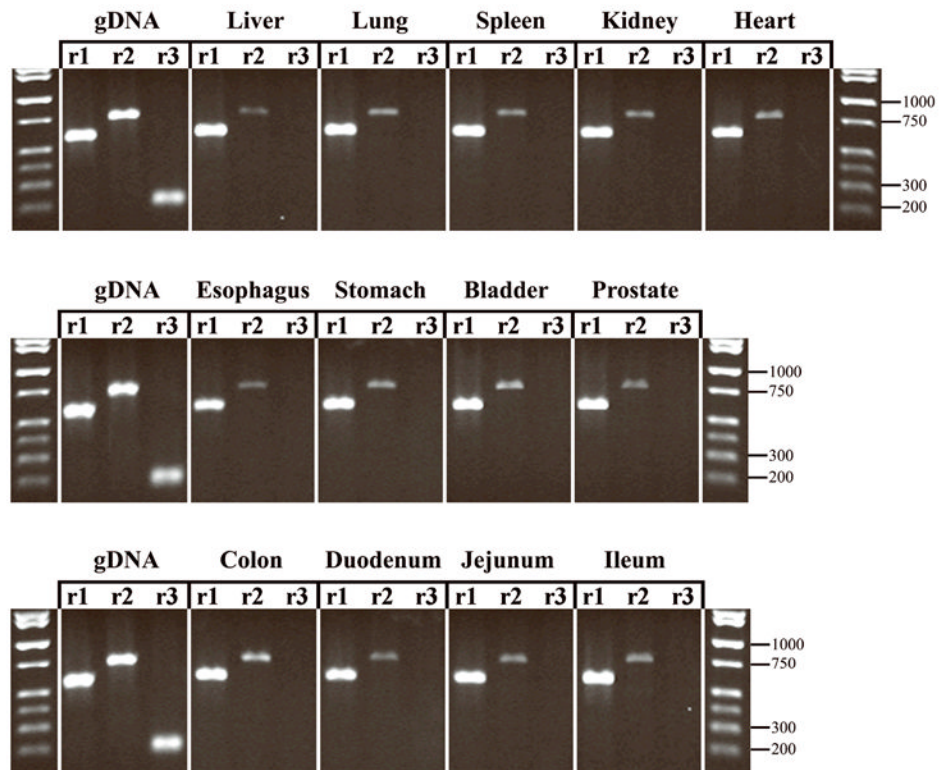 gDNA Liver Lung Spleen Kidney Heart
r1 r2 r3 r1 r2 r3 r1 r2 r3 r1 r2 r3 r1 r2 r3 r1 r2 r3
1000
750
300
200
gDNA Esophagus Stomach Bladder Prostate
r1 r2 r3 r1 r2 r3 r1 r2 r3 r1 r2 r3 r1 r2 r3
1000
750
300
200
gDNA Colon Duodenum Jejunum Ileum
r1 r2 r3 r1 r2 r3 r1 r2 r3 r1 r2 r3 r1 r2 r3
1000
750
300
200